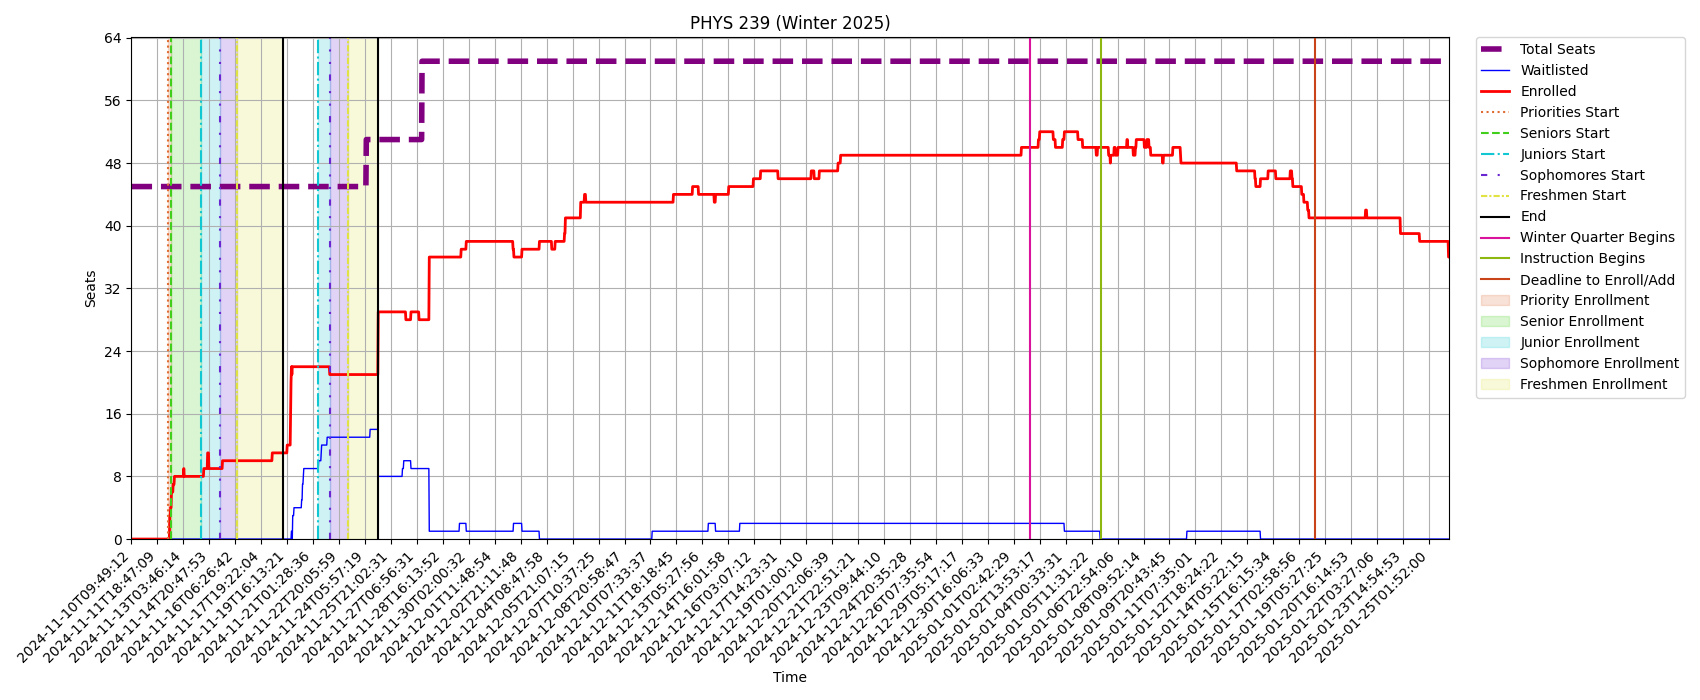 PHYS 239 (Winter 2025)
64
56
48
40
32
24
16
8
0
Seats
2024-11-10T09:49:12
2024-11-11T18:47:09
2024-11-13T03:46:14
2024-11-14T20:47:53
2024-11-16T06:26:42
2024-11-17T19:22:04
2024-11-19T16:13:21
2024-11-21T01:28:36
2024-11-22T20:05:59
2024-11-24T05:57:19
2024-11-25T21:02:31
2024-11-27T06:56:31
2024-11-28T16:13:52
2024-11-30T02:00:32
2024-12-01T11:48:54
2024-12-02T21:11:48
2024-12-04T08:47:58
2024-12-05T21:07:15
2024-12-07T10:37:25
2024-12-08T20:58:47
2024-12-10T07:33:37
2024-12-11T18:18:45
2024-12-13T05:27:56
2024-12-14T16:01:58
2024-12-16T03:07:12
2024-12-17T14:23:31
2024-12-19T01:00:10
2024-12-20T12:06:39
2024-12-21T22:51:21
2024-12-23T09:44:10
2024-12-24T20:35:28
2024-12-26T07:35:54
2024-12-29T05:17:17
2024-12-30T16:06:33
2025-01-01T02:42:29
2025-01-02T13:53:17
2025-01-04T00:33:31
2025-01-05T11:31:22
2025-01-06T22:54:06
2025-01-08T09:52:14
2025-01-09T20:43:45
2025-01-11T07:35:01
2025-01-12T18:24:22
2025-01-14T05:22:15
2025-01-15T16:15:34
2025-01-17T02:58:56
2025-01-19T05:27:25
2025-01-20T16:14:53
2025-01-22T03:27:06
2025-01-23T14:54:53
2025-01-25T01:52:00
Time
Total Seats
Waitlisted
Enrolled
Priorities Start
Seniors Start
Juniors Start
Sophomores Start
Freshmen Start
End
Winter Quarter Begins
Instruction Begins
Deadline to Enroll/Add
Priority Enrollment
Senior Enrollment
Junior Enrollment
Sophomore Enrollment
Freshmen Enrollment